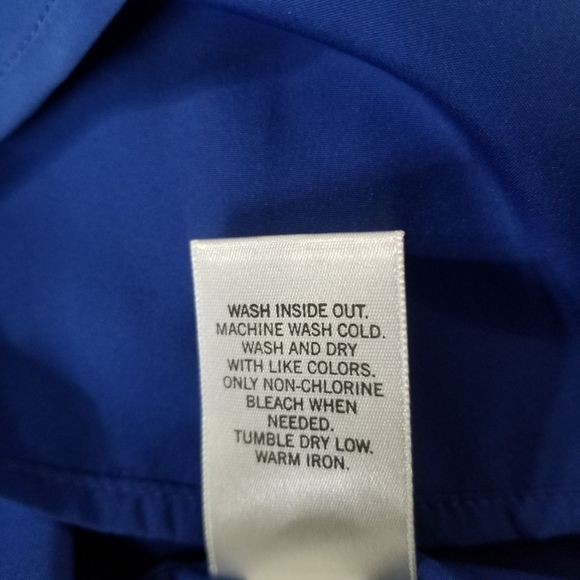 WASH INSIDE OUT.
MACHINE WASH COLD.
WASH AND DRY
WITH LIKE COLORS.
ONLY NON-CHLORINE
BLEACH WHEN
NEEDED.
TUMBLE DRY LOW.
WARM IRON.